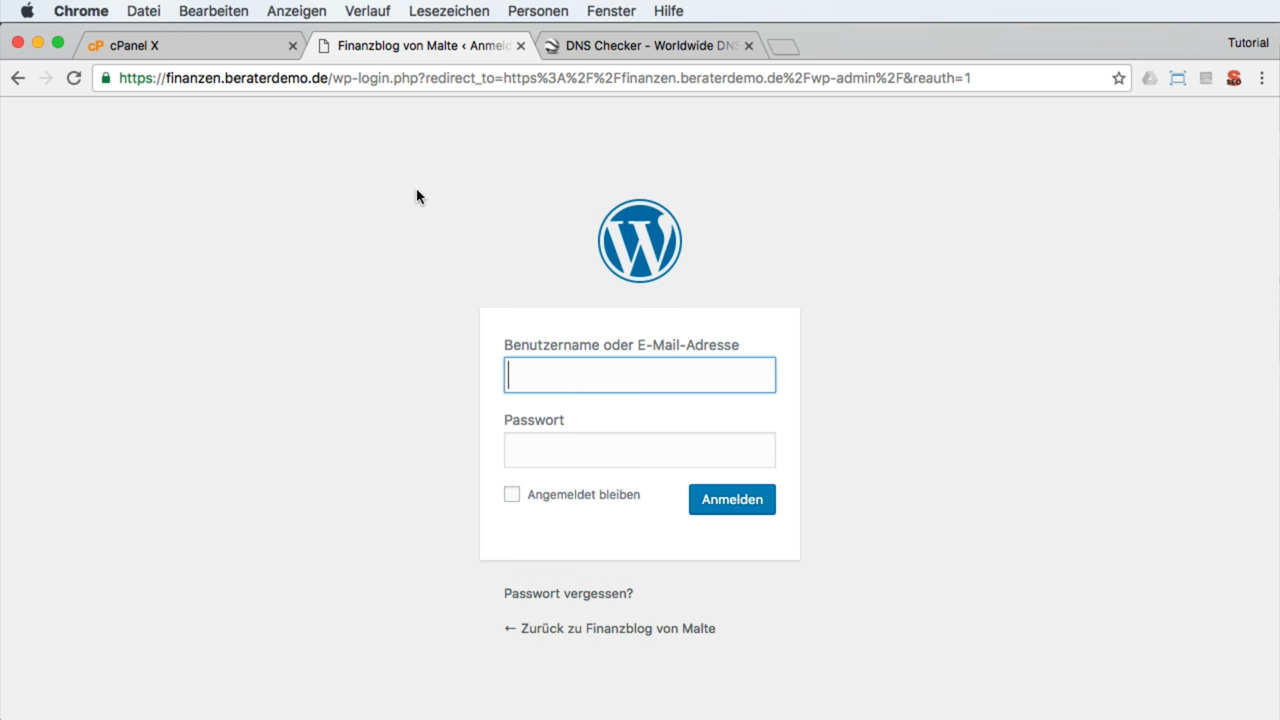 Chrome Datei Bearbeiten Anzeigen Verlauf Lesezeichen Personen Fenster Hilfe
cP cPanel X Finanzblog von Malte ‹ Anmel DNS Checker - Worldwide DN Tutorial
https://finanzen.beraterdemo.de/wp-login.php?redirect_to=https%3A%2F%2Ffinanzen.beraterdemo.de%2Fwp-admin%2F&reauth=1
Benutzername oder E-Mail-Adresse
Passwort
Angemeldet bleiben Anmelden
Passwort vergessen?
← Zurück zu Finanzblog von Malte